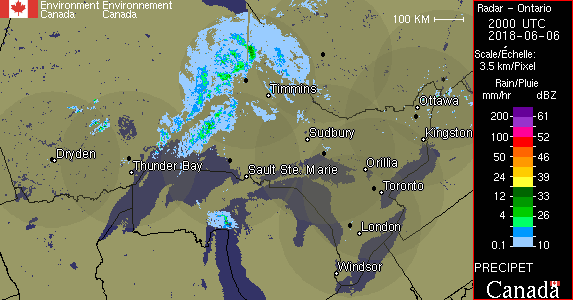 Environment Environnement
Canada Canada
100 KM
Timmins
Ottawa
Sudbury
Kingston
Dryden
Thunder Bay
Sault Ste. Marie
Orillia
Toronto
London
Windsor
Radar - Ontario
2000 UTC
2018-06-06
Scale/Échelle:
3.5 km/Pixel
Rain/Pluie
mm/hr dBZ
200 61
100 52
50 46
24 39
12 33
4 26
0.1 10
PRECIPET
Canada